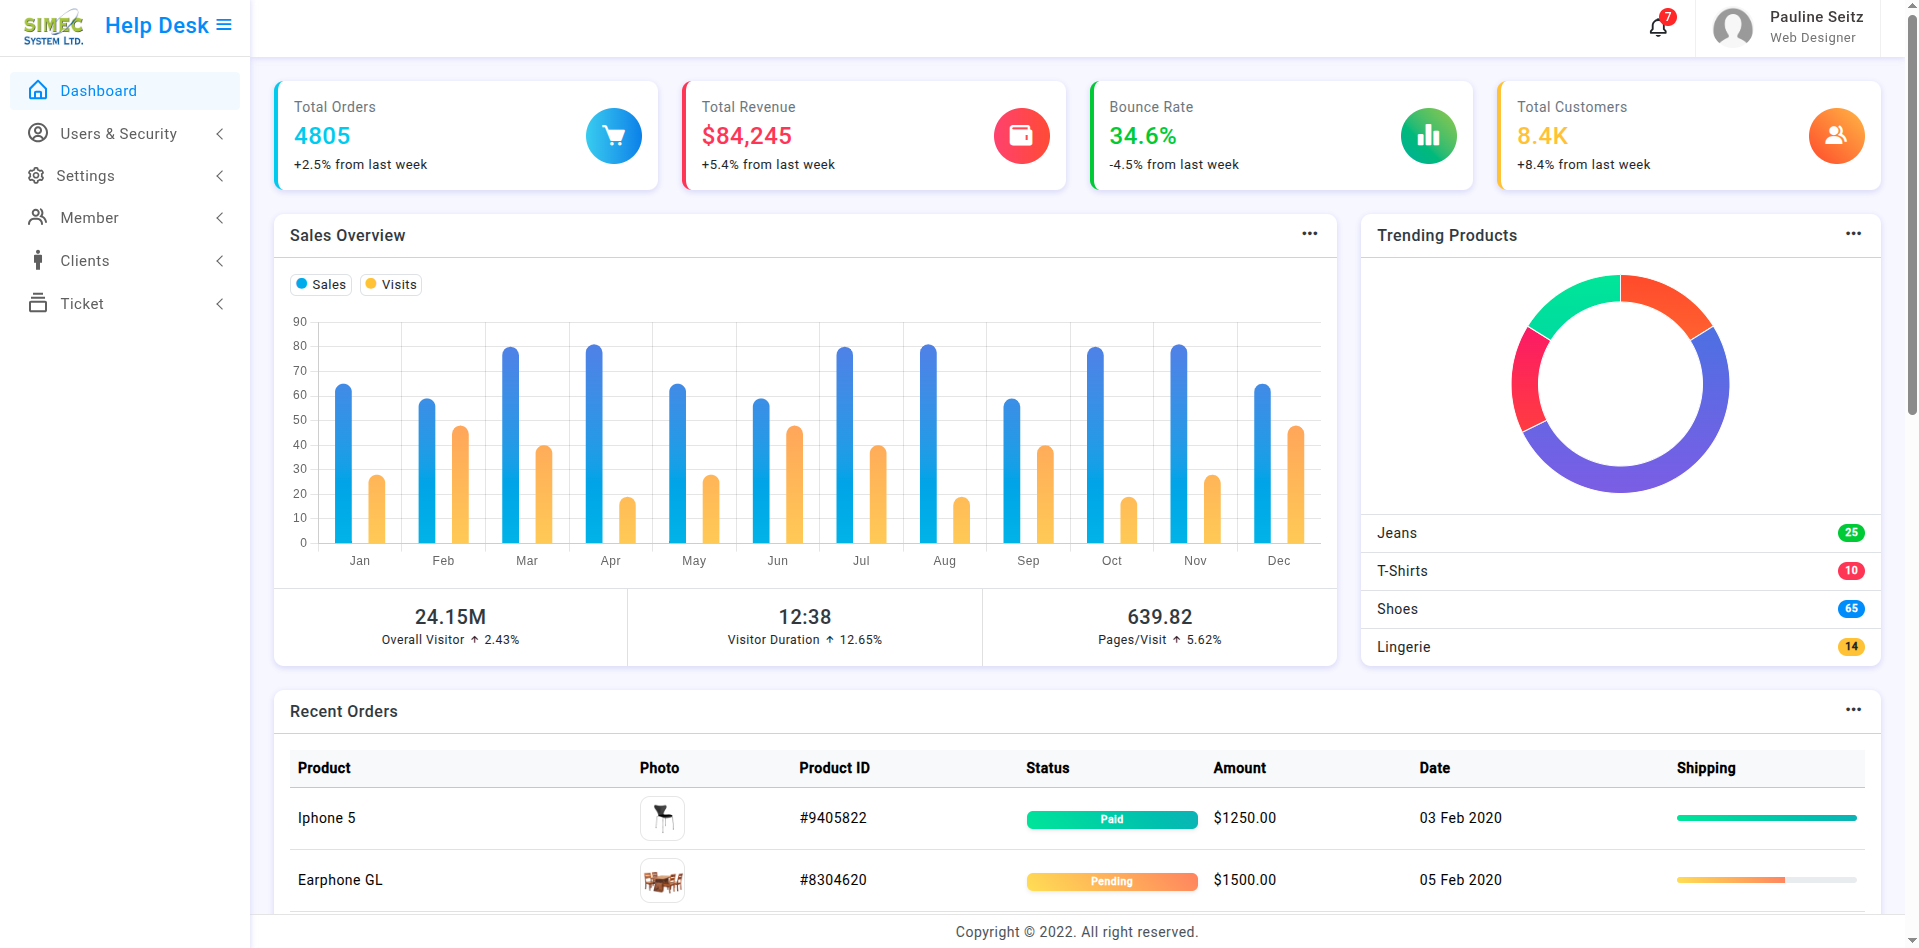 SIMEC
SYSTEM LTD.
Help Desk
7
Pauline Seitz
Web Designer
Dashboard
Users & Security
Settings
Member
Clients
Ticket
Total Orders
4805
+2.5% from last week
Total Revenue
$84,245
+5.4% from last week
Bounce Rate
34.6%
-4.5% from last week
Total Customers
8.4K
+8.4% from last week
Sales Overview
Sales Visits
90
80
70
60
50
40
30
20
10
0
Jan Feb Mar Apr May Jun Jul Aug Sep Oct Nov Dec
24.15M
Overall Visitor ↑ 2.43%
12:38
Visitor Duration ↑ 12.65%
639.82
Pages/Visit ↑ 5.62%
Trending Products
Jeans 25
T-Shirts 10
Shoes 65
Lingerie 14
Recent Orders
Product Photo Product ID Status Amount Date Shipping
Iphone 5 #9405822 Paid $1250.00 03 Feb 2020
Earphone GL #8304620 Pending $1500.00 05 Feb 2020
Copyright © 2022. All right reserved.